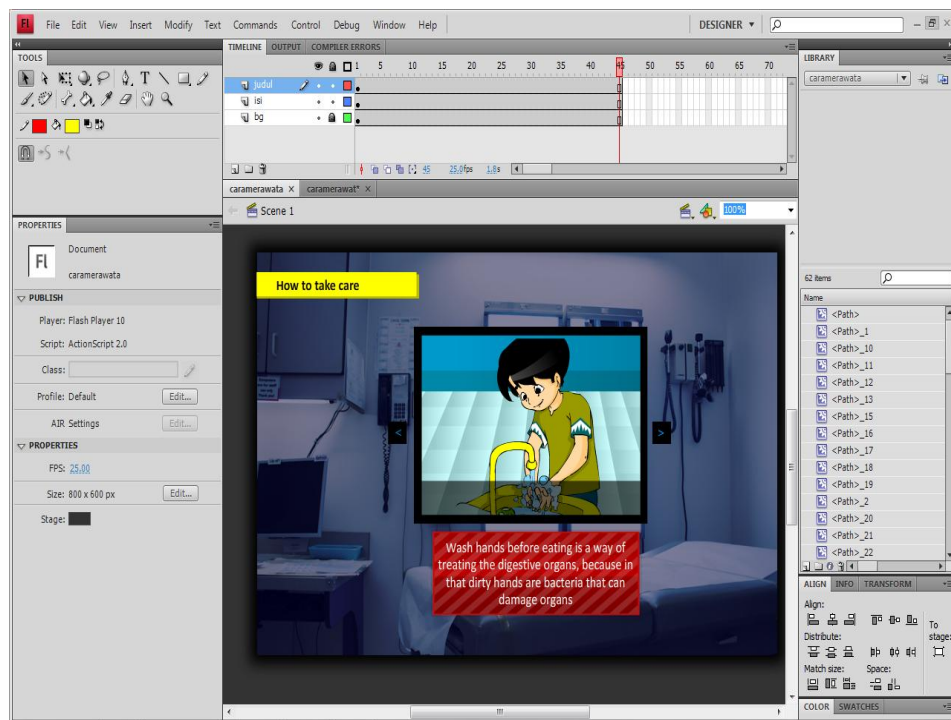 Fl File Edit View Insert Modify Text Commands Control Debug Window Help DESIGNER
TOOLS
TIMELINE OUTPUT COMPILER ERRORS
1 5 10 15 20 25 30 35 40 45 50 55 60 65 70
judul
isi
bg
45 25.0fps 1.8s
caramerawata × caramerawat* ×
Scene 1 100%
PROPERTIES
Fl Document
caramerawata
PUBLISH
Player: Flash Player 10
Script: ActionScript 2.0
Class:
Profile: Default Edit...
AIR Settings Edit...
PROPERTIES
FPS: 25.00
Size: 800 x 600 px Edit...
Stage:
How to take care
< >
Wash hands before eating is a way of
treating the digestive organs, because in
that dirty hands are bacteria that can
damage organs
LIBRARY
caramerawata
62 items
Name
<Path>
<Path>_1
<Path>_10
<Path>_11
<Path>_12
<Path>_13
<Path>_15
<Path>_16
<Path>_17
<Path>_18
<Path>_19
<Path>_2
<Path>_20
<Path>_21
<Path>_22
ALIGN INFO TRANSFORM
Align:
Distribute:
To
stage:
Match size: Space:
COLOR SWATCHES